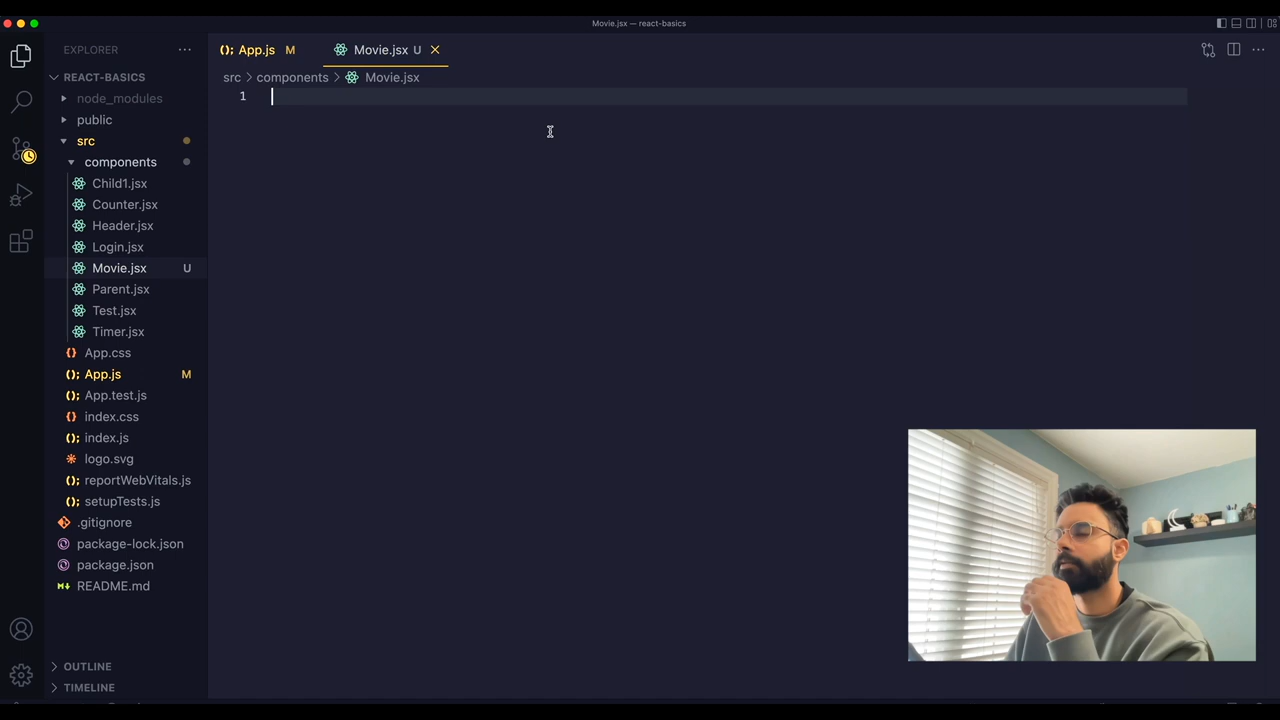 Movie.jsx — react-basics
EXPLORER
REACT-BASICS
node_modules
public
src
components
Child1.jsx
Counter.jsx
Header.jsx
Login.jsx
Movie.jsx U
Parent.jsx
Test.jsx
Timer.jsx
App.css
App.js M
App.test.js
index.css
index.js
logo.svg
reportWebVitals.js
setupTests.js
.gitignore
package-lock.json
package.json
README.md
OUTLINE
TIMELINE
App.js M
Movie.jsx U
src > components > Movie.jsx
1